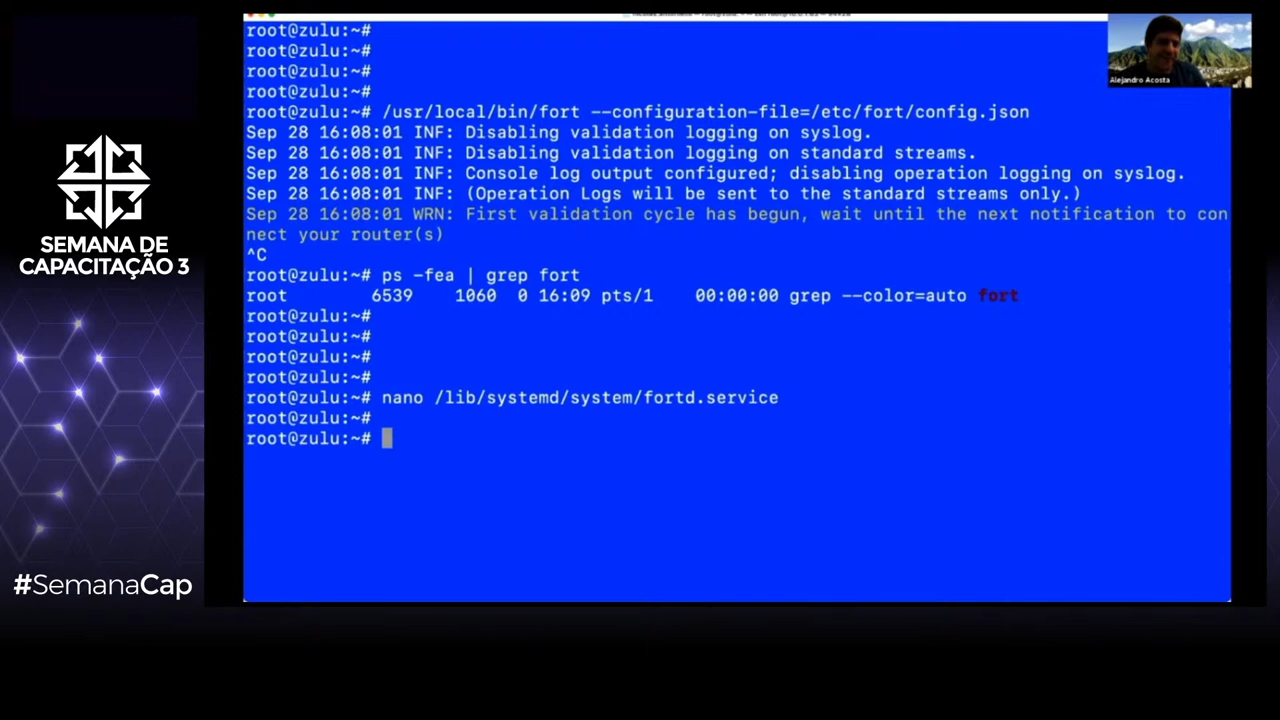 root@zulu:~#
root@zulu:~#
root@zulu:~#
root@zulu:~#
root@zulu:~# /usr/local/bin/fort --configuration-file=/etc/fort/config.json
Sep 28 16:08:01 INF: Disabling validation logging on syslog.
Sep 28 16:08:01 INF: Disabling validation logging on standard streams.
Sep 28 16:08:01 INF: Console log output configured; disabling operation logging on syslog.
Sep 28 16:08:01 INF: (Operation Logs will be sent to the standard streams only.)
Sep 28 16:08:01 WRN: First validation cycle has begun, wait until the next notification to con
nect your router(s)
^C
root@zulu:~# ps -fea | grep fort
root        6539    1060  0 16:09 pts/1    00:00:00 grep --color=auto fort
root@zulu:~#
root@zulu:~#
root@zulu:~#
root@zulu:~#
root@zulu:~# nano /lib/systemd/system/fortd.service
root@zulu:~#
root@zulu:~#
Alejandro Acosta
SEMANA DE
CAPACITAÇÃO 3
#SemanaCap